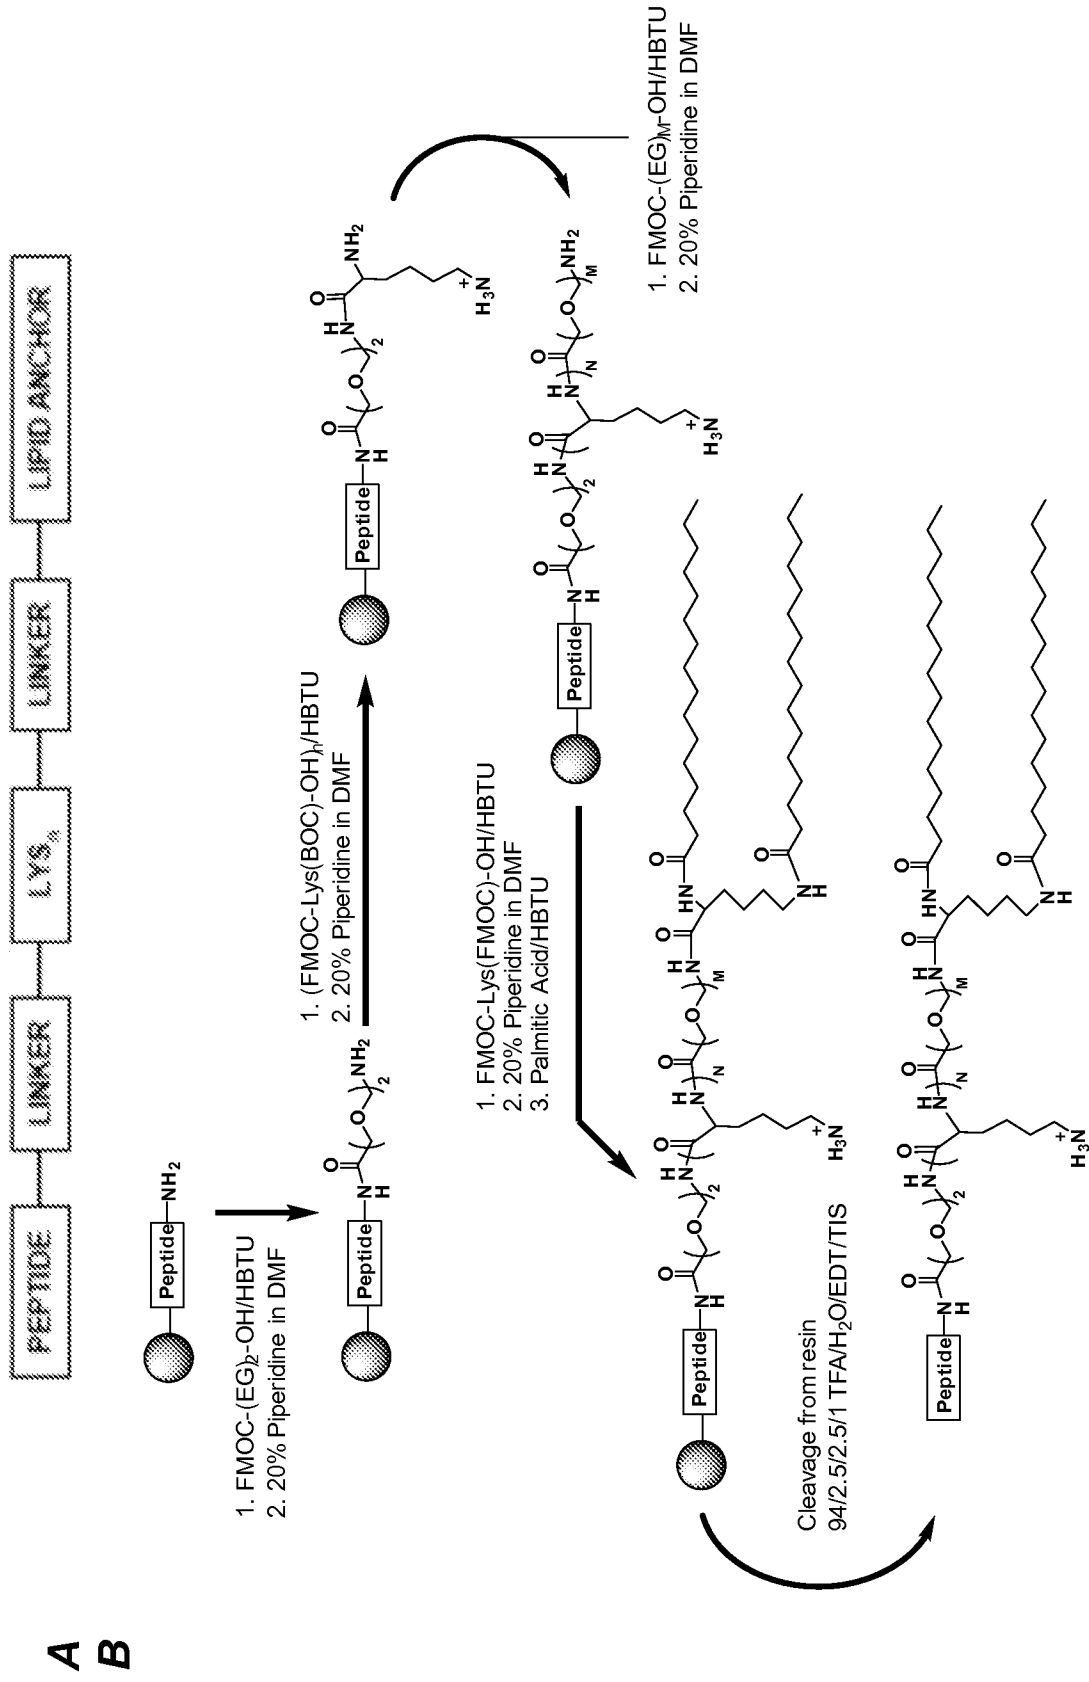 A
PEPTIDE LINKER LYSn LINKER LIPID ANCHOR
B
Peptide NH2
1. FMOC-(EG)2-OH/HBTU
2. 20% Piperidine in DMF
Peptide N H O O 2 NH2
1. (FMOC-Lys(BOC)-OH)n/HBTU
2. 20% Piperidine in DMF
Peptide N H O O 2 H N O NH2 H3N +
1. FMOC-(EG)M-OH/HBTU
2. 20% Piperidine in DMF
Peptide N H O O 2 H N O H N N O O M NH2 H3N +
1. FMOC-Lys(FMOC)-OH/HBTU
2. 20% Piperidine in DMF
3. Palmitic Acid/HBTU
Peptide N H O O 2 H N O H N N O O M H N O HN O O NH H3N +
Cleavage from resin
94/2.5/2.5/1 TFA/H2O/EDT/TIS
Peptide N H O O 2 H N O H N N O O M H N O HN O O NH H3N +